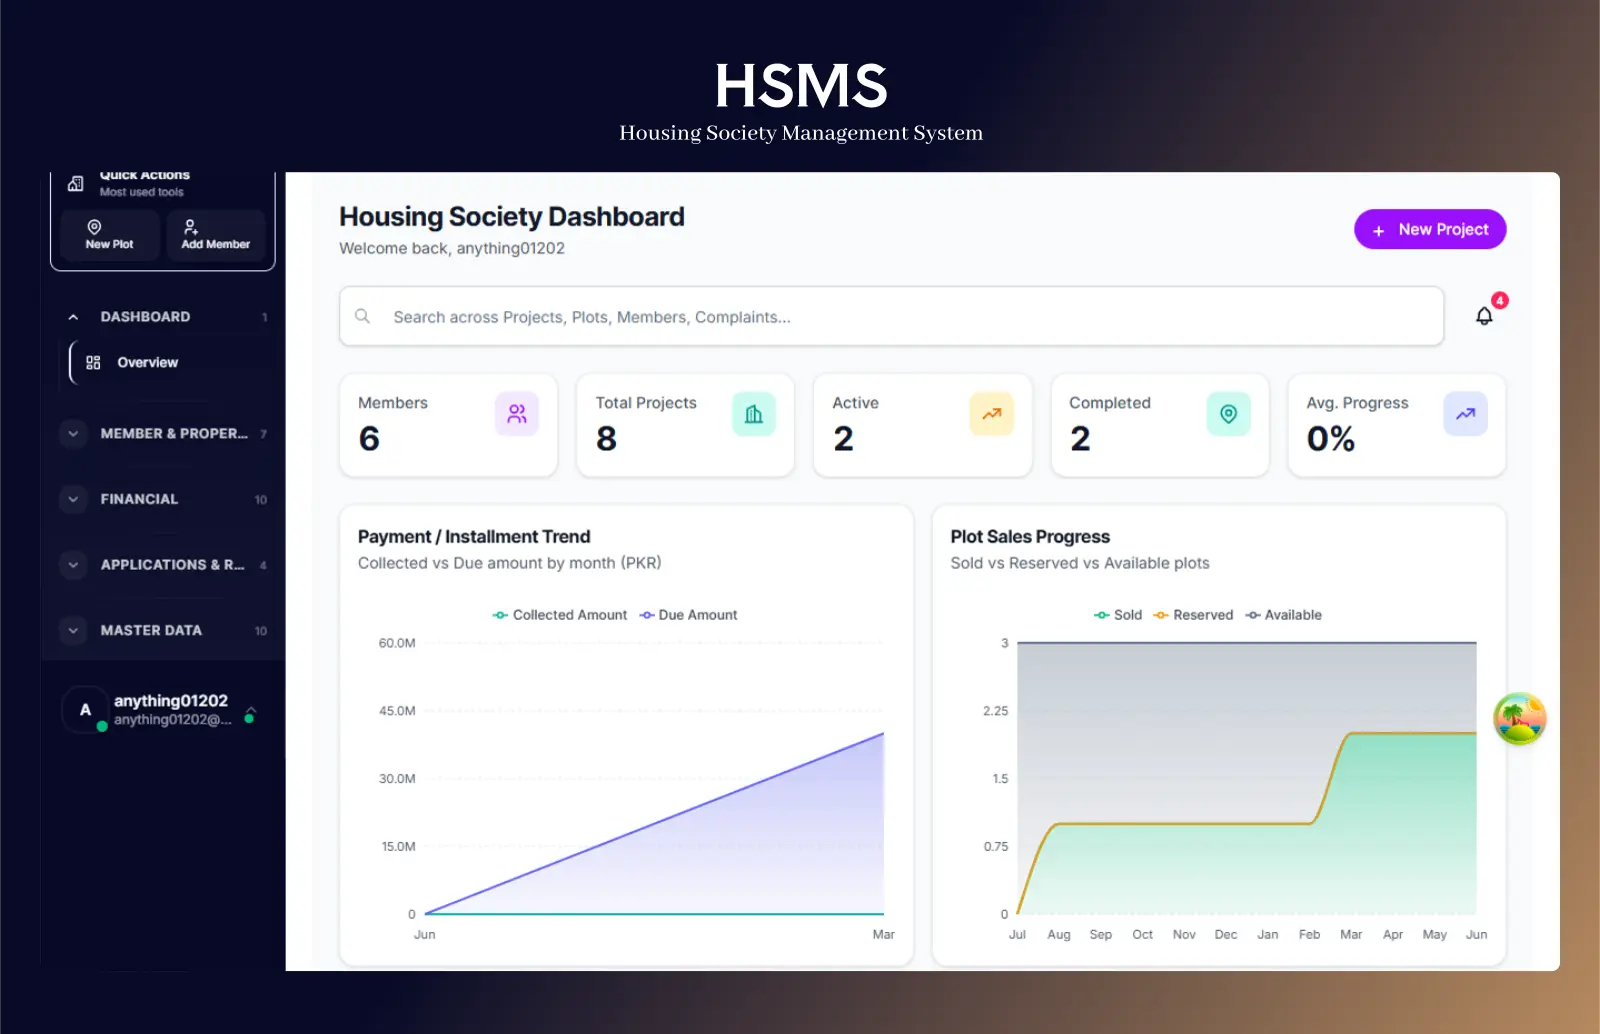 HSMS
Housing Society Management System
Quick Actions
Most used tools
New Plot
Add Member
DASHBOARD 1
Overview
MEMBER & PROPER... 7
FINANCIAL 10
APPLICATIONS & R... 4
MASTER DATA 10
A
anything01202
anything01202@...
Housing Society Dashboard
Welcome back, anything01202
+ New Project
Search across Projects, Plots, Members, Complaints...
4
Members
6
Total Projects
8
Active
2
Completed
2
Avg. Progress
0%
Payment / Installment Trend
Collected vs Due amount by month (PKR)
Collected Amount Due Amount
60.0M
45.0M
30.0M
15.0M
0
Jun Mar
Plot Sales Progress
Sold vs Reserved vs Available plots
Sold Reserved Available
3
2.25
1.5
0.75
0
Jul Aug Sep Oct Nov Dec Jan Feb Mar Apr May Jun